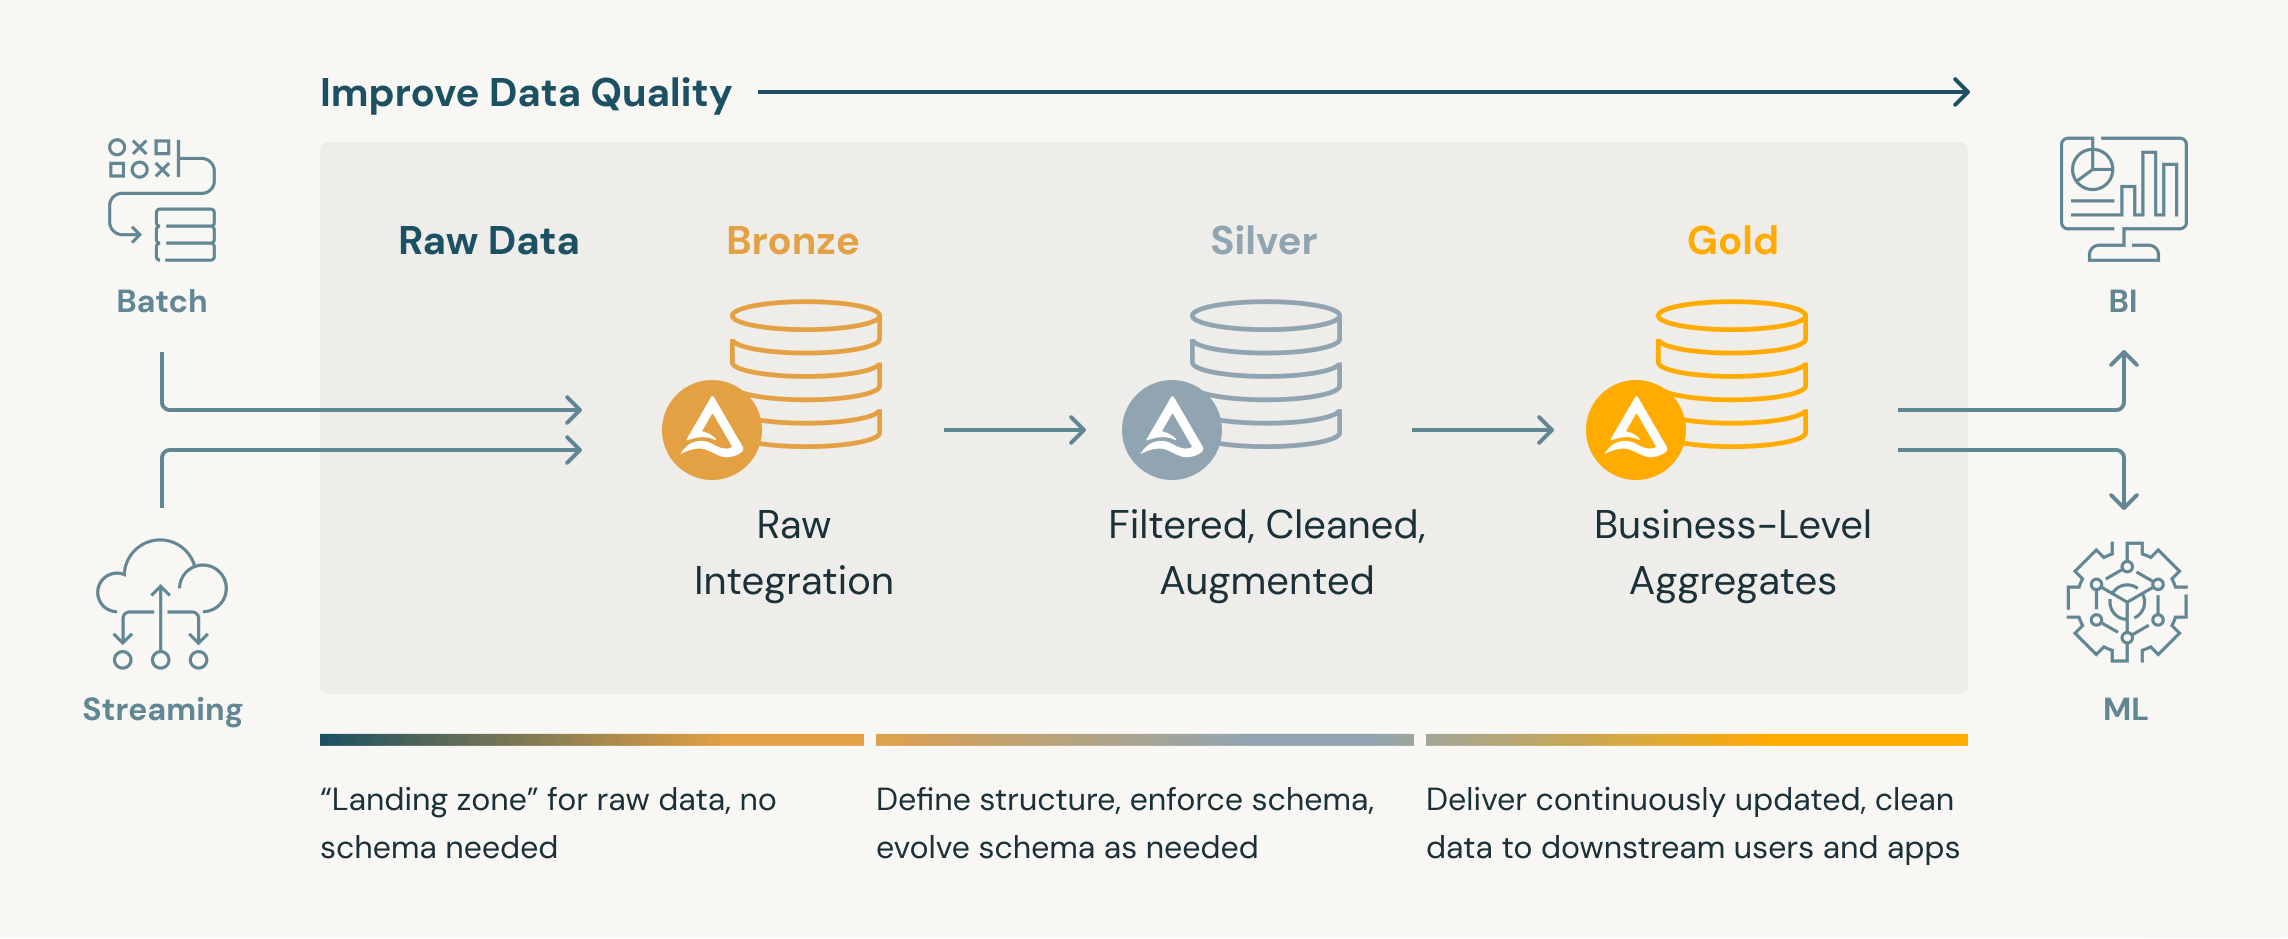 Improve Data Quality
Batch
Streaming
Raw Data
Bronze
Raw
Integration
Silver
Filtered, Cleaned,
Augmented
Gold
Business-Level
Aggregates
BI
ML
“Landing zone” for raw data, no
schema needed
Define structure, enforce schema,
evolve schema as needed
Deliver continuously updated, clean
data to downstream users and apps